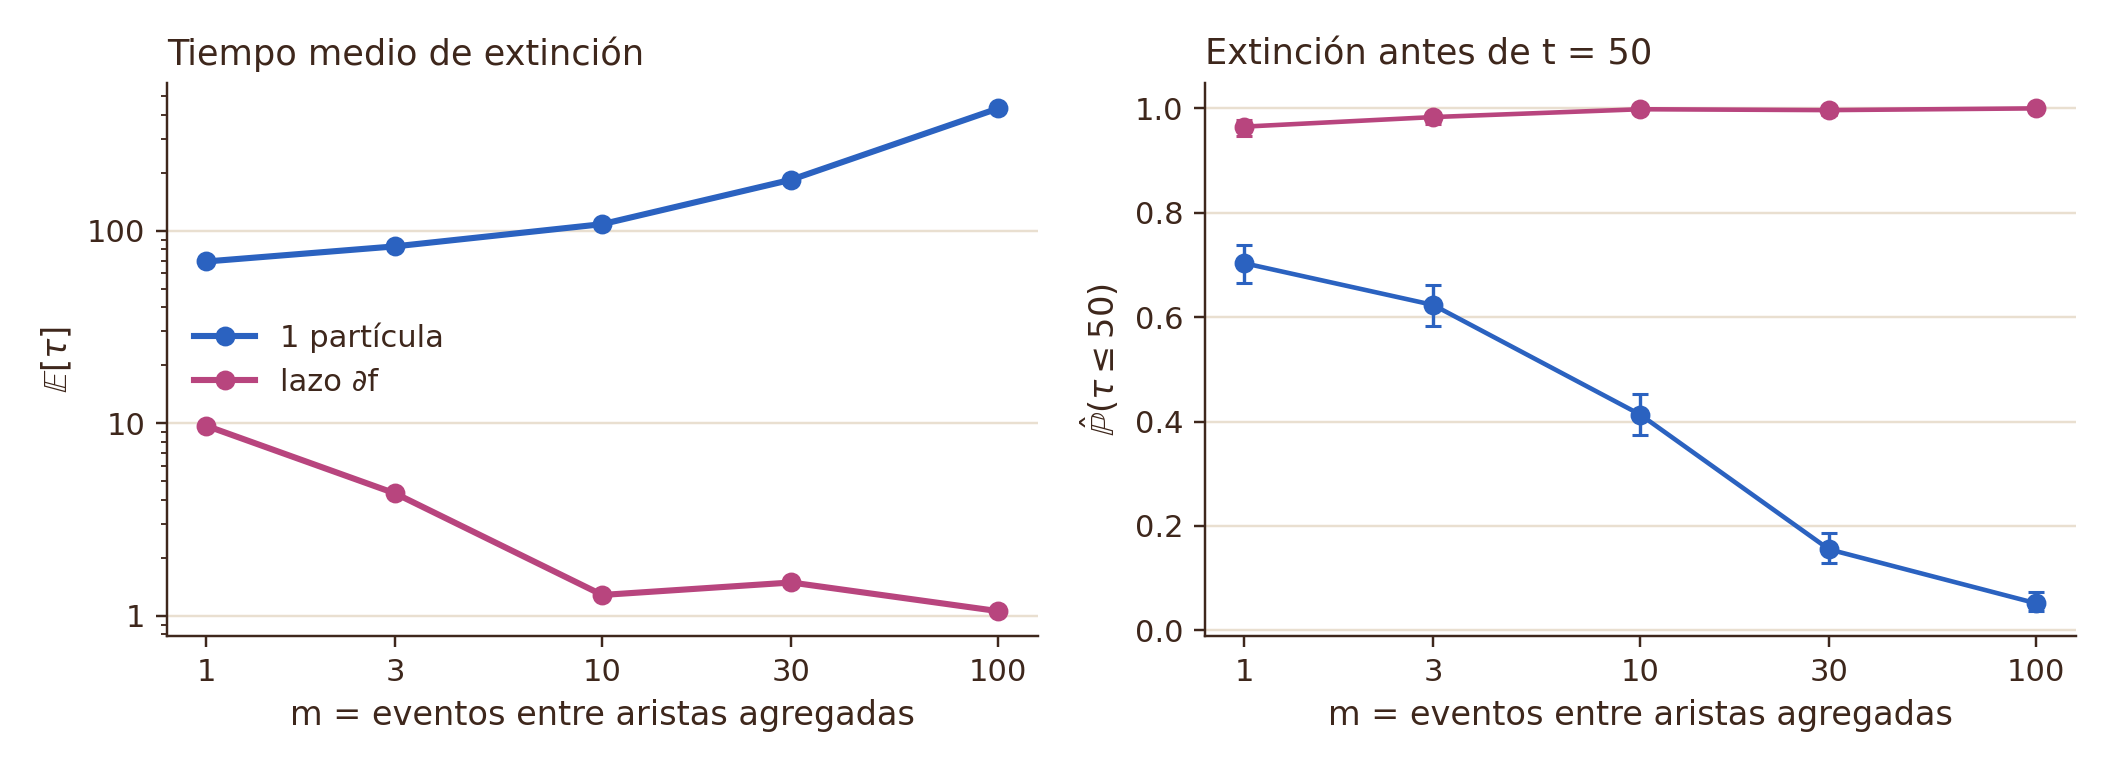 Tiempo medio de extinción
𝔼[τ]
100
10
1
1 partícula
lazo ∂f
1 3 10 30 100
m = eventos entre aristas agregadas
Extinción antes de t = 50
ℙ̂(τ ≤ 50)
1.0
0.8
0.6
0.4
0.2
0.0
1 3 10 30 100
m = eventos entre aristas agregadas